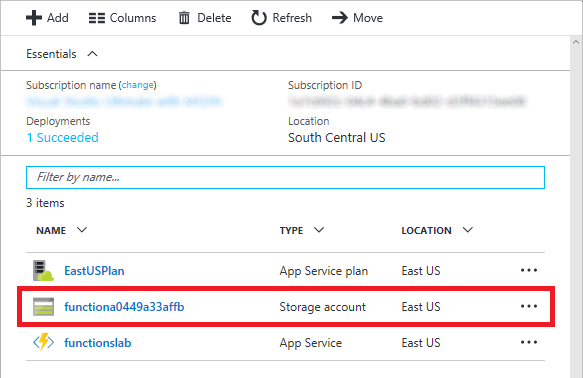 Add Columns Delete Refresh Move
Essentials
Subscription name (change) Subscription ID
Deployments Location
1 Succeeded South Central US
Filter by name...
3 items
NAME TYPE LOCATION
EastUSPlan App Service plan East US ...
functiona0449a33affb Storage account East US ...
functionslab App Service East US ...